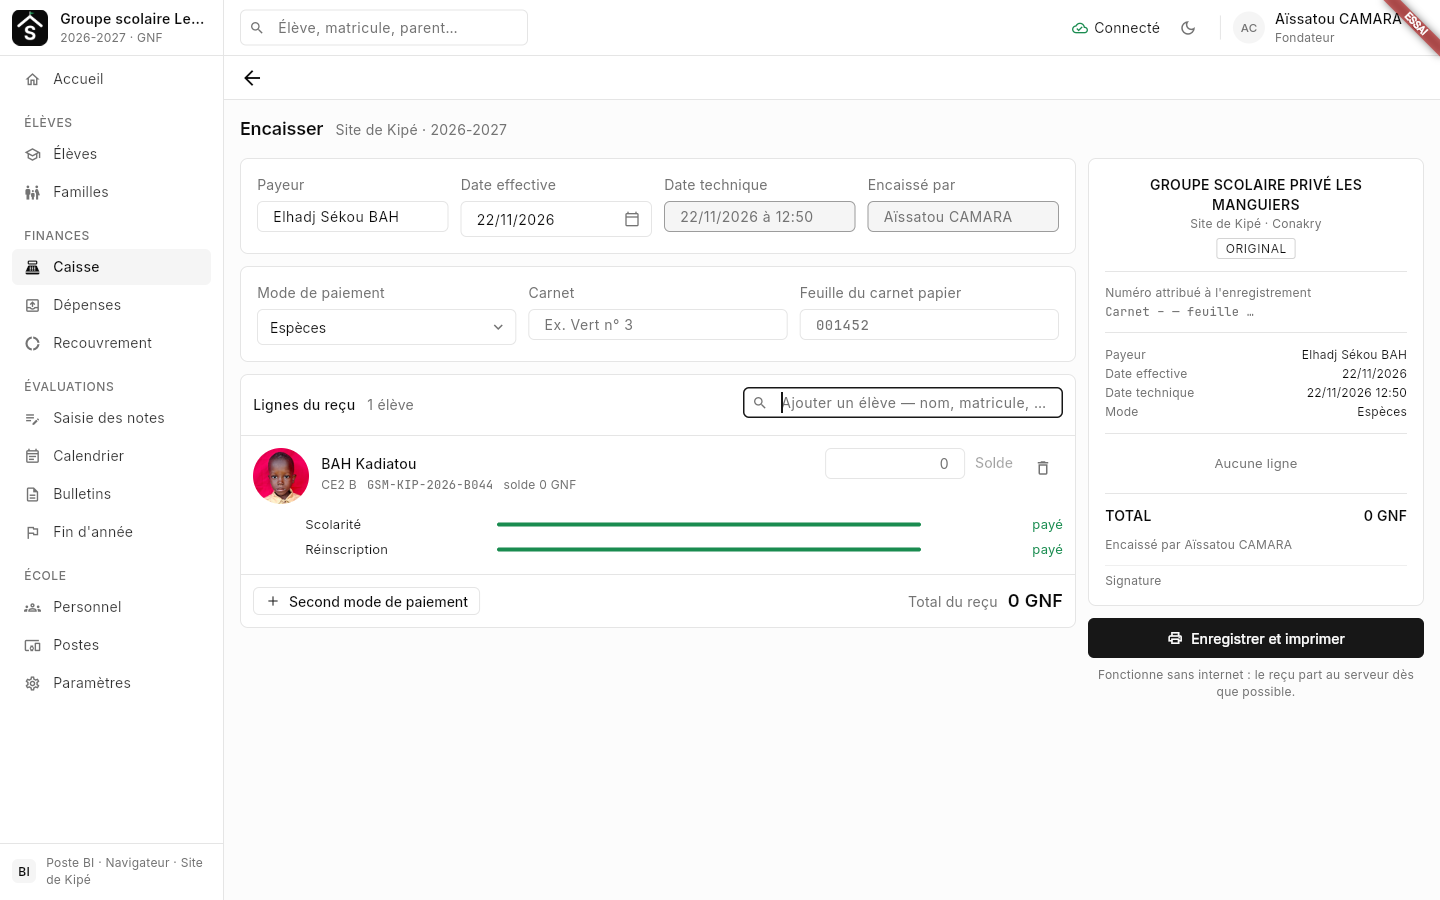 Groupe scolaire Le...
2026-2027 · GNF
Élève, matricule, parent...
Connecté
AC
Aïssatou CAMARA
Fondateur
ESSAI
Accueil
ÉLÈVES
Élèves
Familles
FINANCES
Caisse
Dépenses
Recouvrement
ÉVALUATIONS
Saisie des notes
Calendrier
Bulletins
Fin d'année
ÉCOLE
Personnel
Postes
Paramètres
BI
Poste BI · Navigateur · Site
de Kipé
Encaisser Site de Kipé · 2026-2027
Payeur
Elhadj Sékou BAH
Date effective
22/11/2026
Date technique
22/11/2026 à 12:50
Encaissé par
Aïssatou CAMARA
Mode de paiement
Espèces
Carnet
Ex. Vert n° 3
Feuille du carnet papier
001452
Lignes du reçu 1 élève
Ajouter un élève — nom, matricule, ...
BAH Kadiatou
CE2 B GSM-KIP-2026-B044 solde 0 GNF
0 Solde
Scolarité payé
Réinscription payé
+ Second mode de paiement
Total du reçu 0 GNF
GROUPE SCOLAIRE PRIVÉ LES
MANGUIERS
Site de Kipé · Conakry
ORIGINAL
Numéro attribué à l'enregistrement
Carnet – — feuille …
Payeur Elhadj Sékou BAH
Date effective 22/11/2026
Date technique 22/11/2026 12:50
Mode Espèces
Aucune ligne
TOTAL 0 GNF
Encaissé par Aïssatou CAMARA
Signature
Enregistrer et imprimer
Fonctionne sans internet : le reçu part au serveur dès
que possible.